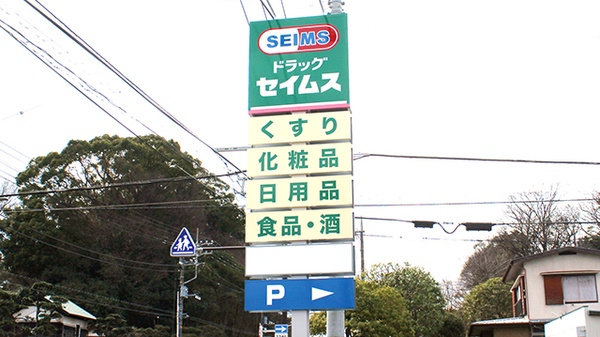 SEIMS
ドラッグ
セイムス
くすり
化粧品
日用品
食品・酒
P